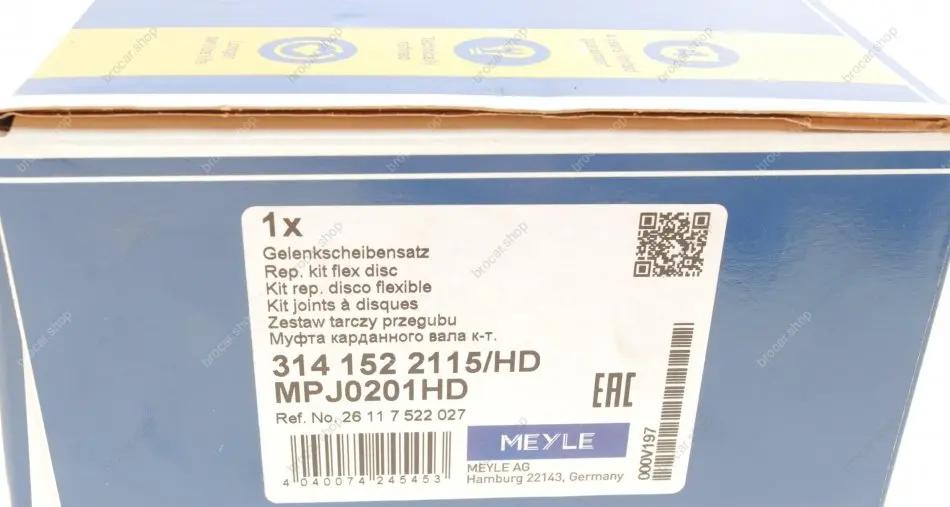 1x
Gelenkscheibensatz
Rep. kit flex disc
Kit rep. disco flexible
Kit joints à disques
Zestaw tarczy przegubu
Муфта карданного вала к-т.
314 152 2115/HD
MPJ0201HD
Ref. No. 26 11 7 522 027
EAC
MEYLE
MEYLE AG
Hamburg 22143, Germany
4 040074 245453
000V197
brocar.shop